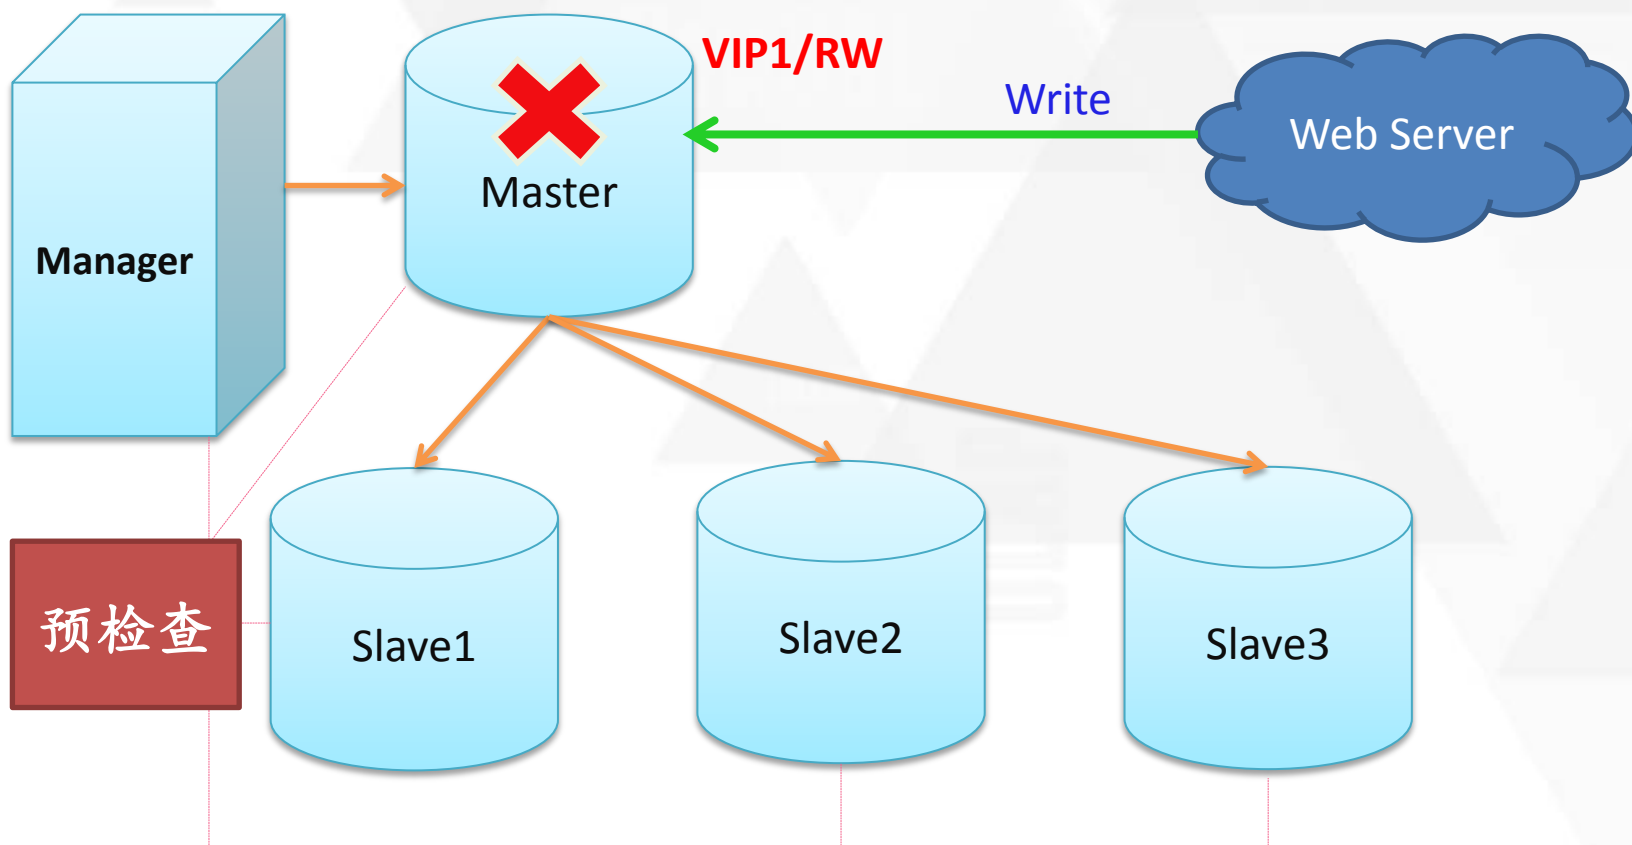 VIP1/RW
Write
Web Server
Master
Manager
预检查
Slave1
Slave2
Slave3